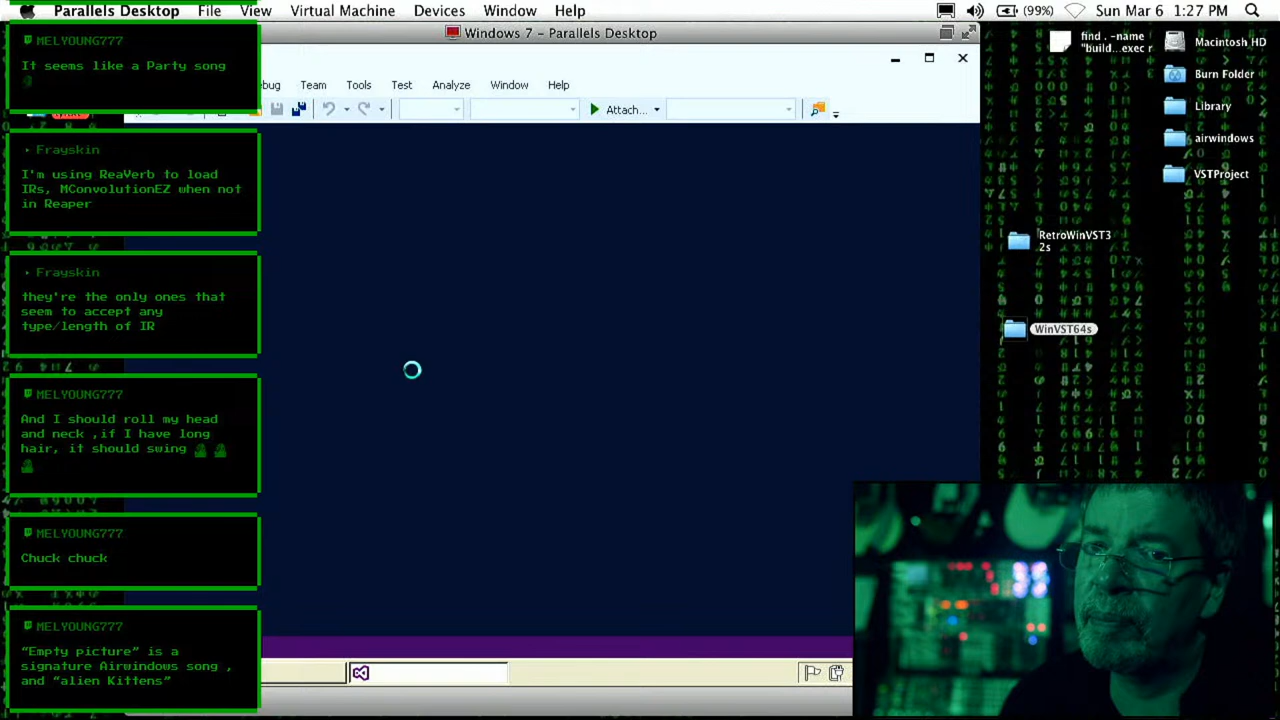 Parallels Desktop File View Virtual Machine Devices Window Help
(99%) Sun Mar 6 1:27 PM
Windows 7 - Parallels Desktop
bug Team Tools Test Analyze Window Help
Attach...
MELYOUNG777
It seems like a Party song
Frayskin
I'm using ReaVerb to load
IRs, MConvolutionEZ when not
in Reaper
Frayskin
they're the only ones that
seem to accept any
type/length of IR
MELYOUNG777
And I should roll my head
and neck ,if I have long
hair, it should swing
MELYOUNG777
Chuck chuck
MELYOUNG777
“Empty picture” is a
signature Airwindows song ,
and “alien Kittens”
find . -name
"build...exec r
Macintosh HD
Burn Folder
Library
airwindows
VSTProject
RetroWinVST3
2s
WinVST64s